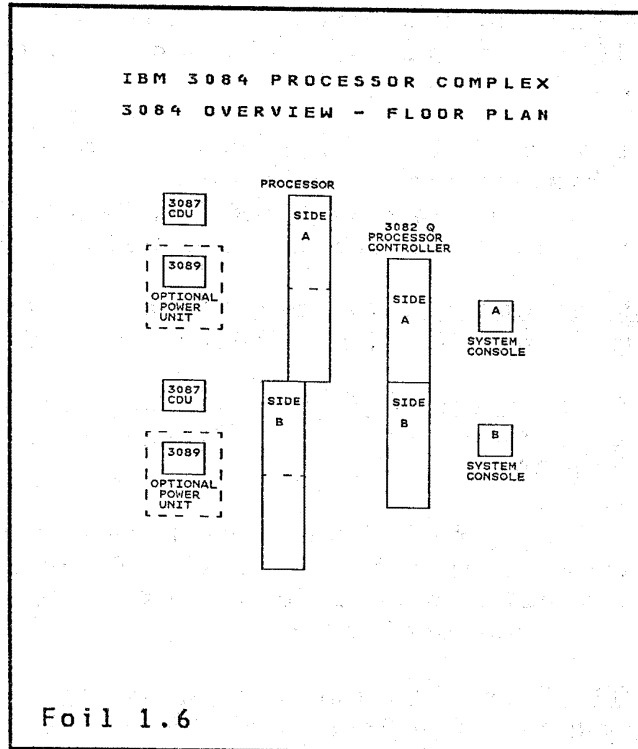 IBM 3084 PROCESSOR COMPLEX
3084 OVERVIEW - FLOOR PLAN
PROCESSOR
3087
CDU
SIDE
A
3082 Q
PROCESSOR
CONTROLLER
3089
OPTIONAL
POWER
UNIT
SIDE
A
A
SYSTEM
CONSOLE
3087
CDU
SIDE
B
SIDE
B
B
SYSTEM
CONSOLE
3089
OPTIONAL
POWER
UNIT
Foil 1.6